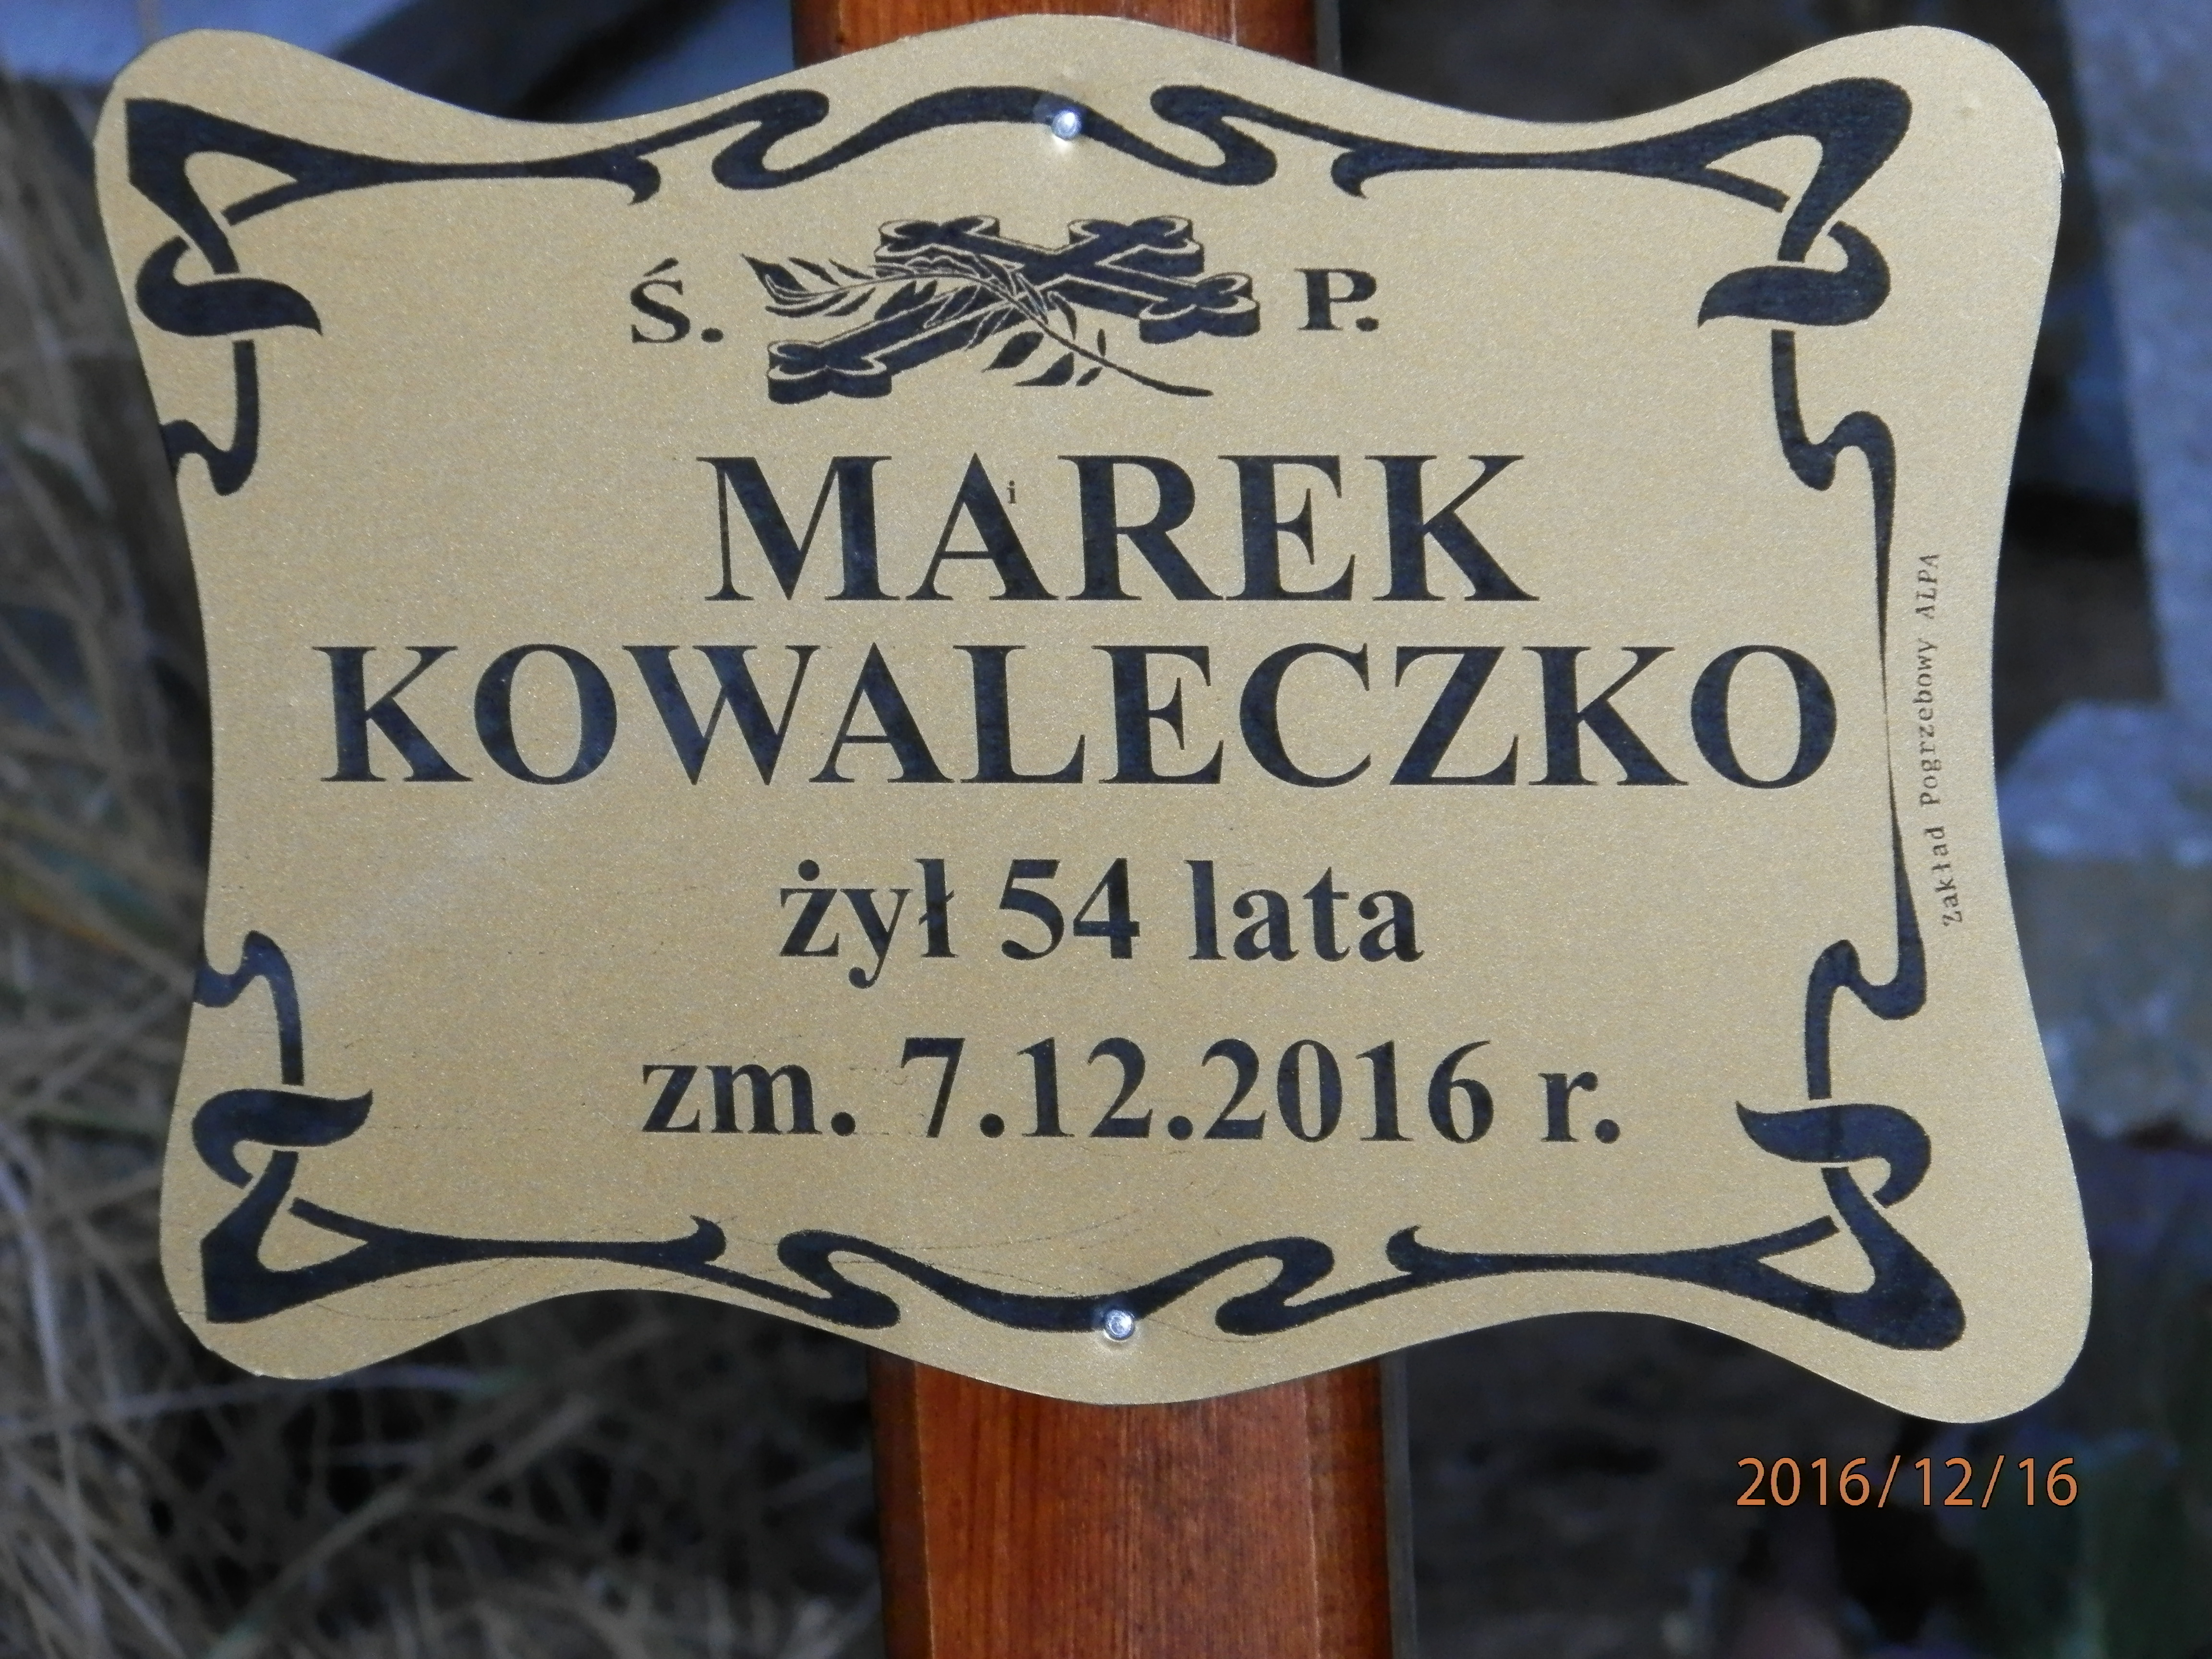 Ś. P.
MAREK
i
KOWALECZKO
żył 54 lata
zm. 7.12.2016 r.
Zakład Pogrzebowy ALPA
2016/12/16